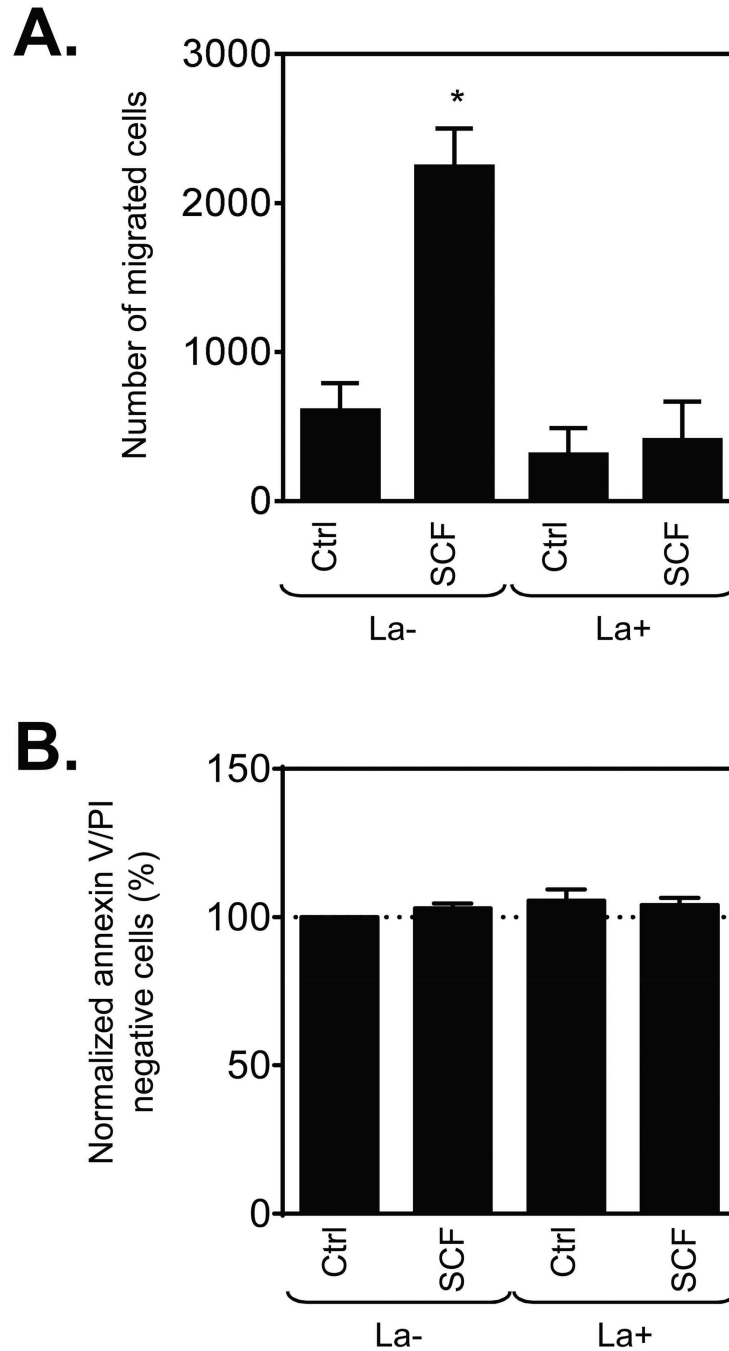 A.
Number of migrated cells
3000
*
2000
1000
0
Ctrl
SCF
Ctrl
SCF
La-
La+
B.
Normalized annexin V/PI
negative cells (%)
150
100
50
0
Ctrl
SCF
Ctrl
SCF
La-
La+